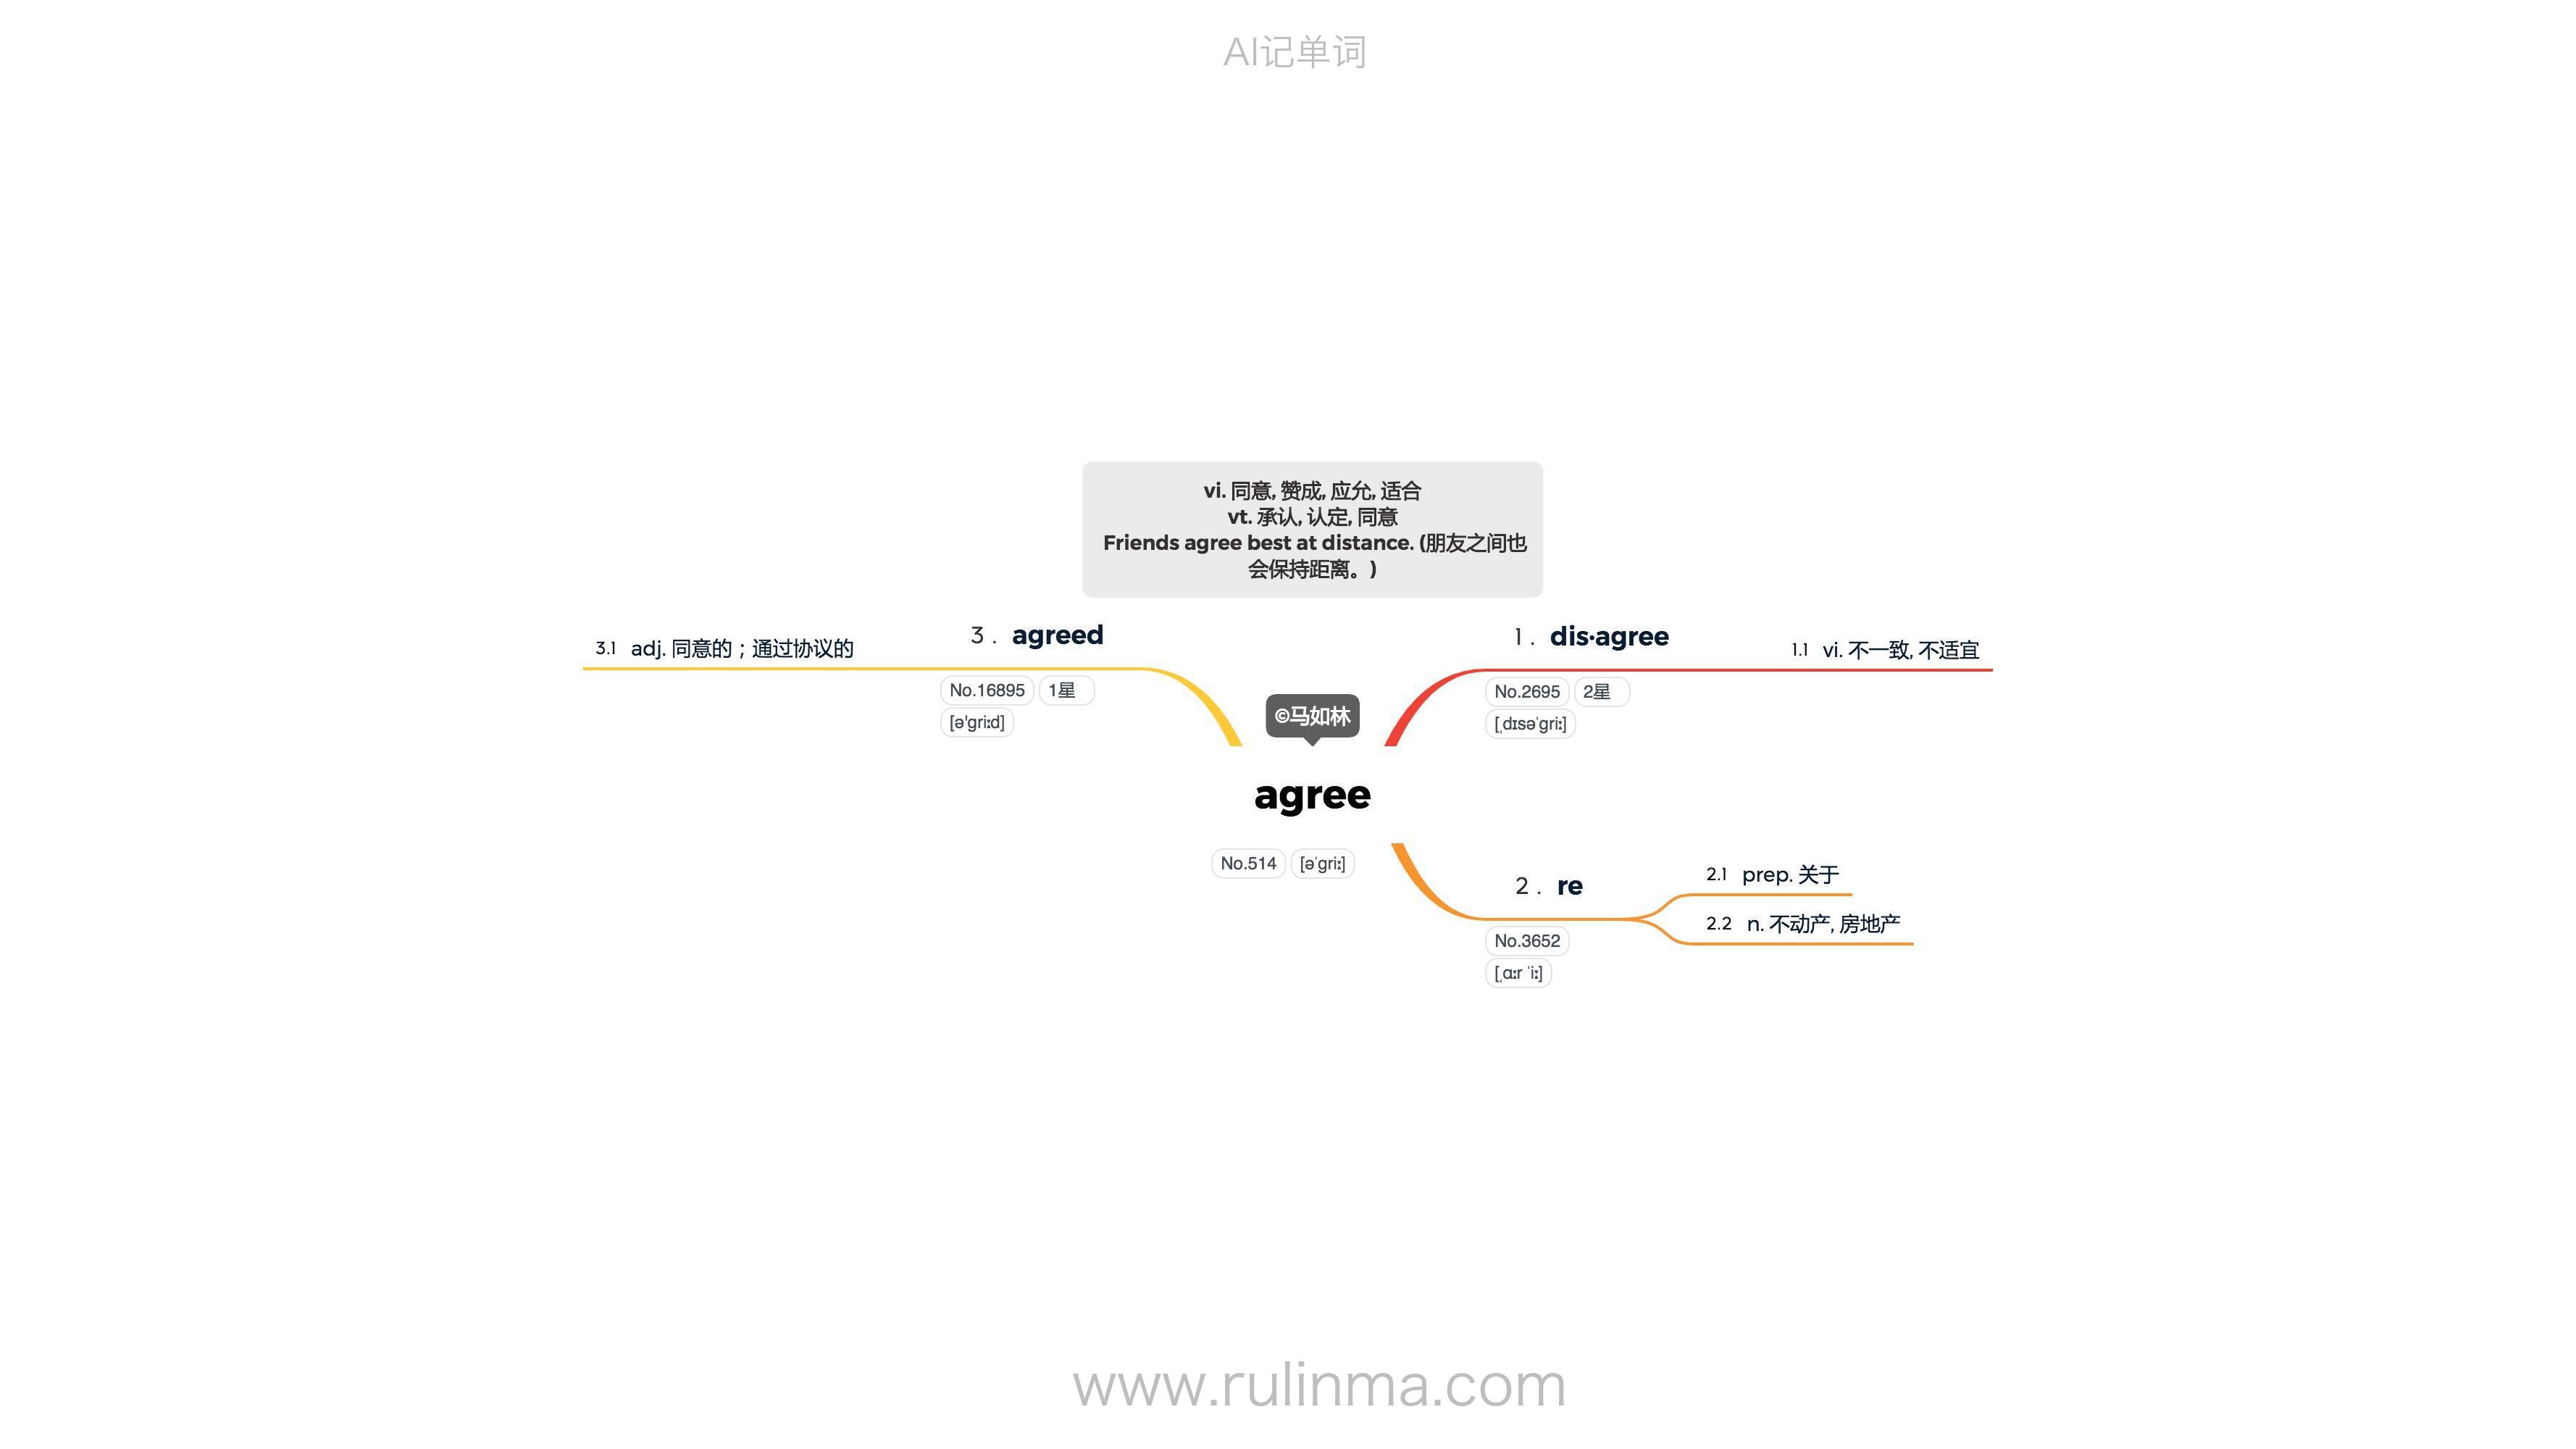 AI记单词
vi. 同意, 赞成, 应允, 适合
vt. 承认, 认定, 同意
Friends agree best at distance. (朋友之间也
会保持距离。)
3 . agreed
3.1 adj. 同意的；通过协议的
No.16895 1星
[ə'ɡriːd]
1 . dis·agree
1.1 vi. 不一致, 不适宜
No.2695 2星
[ˌdɪsəˈɡriː]
©马如林
agree
No.514 [əˈɡriː]
2 . re
2.1 prep. 关于
2.2 n. 不动产, 房地产
No.3652
[ˌɑːr ˈiː]
www.rulinma.com